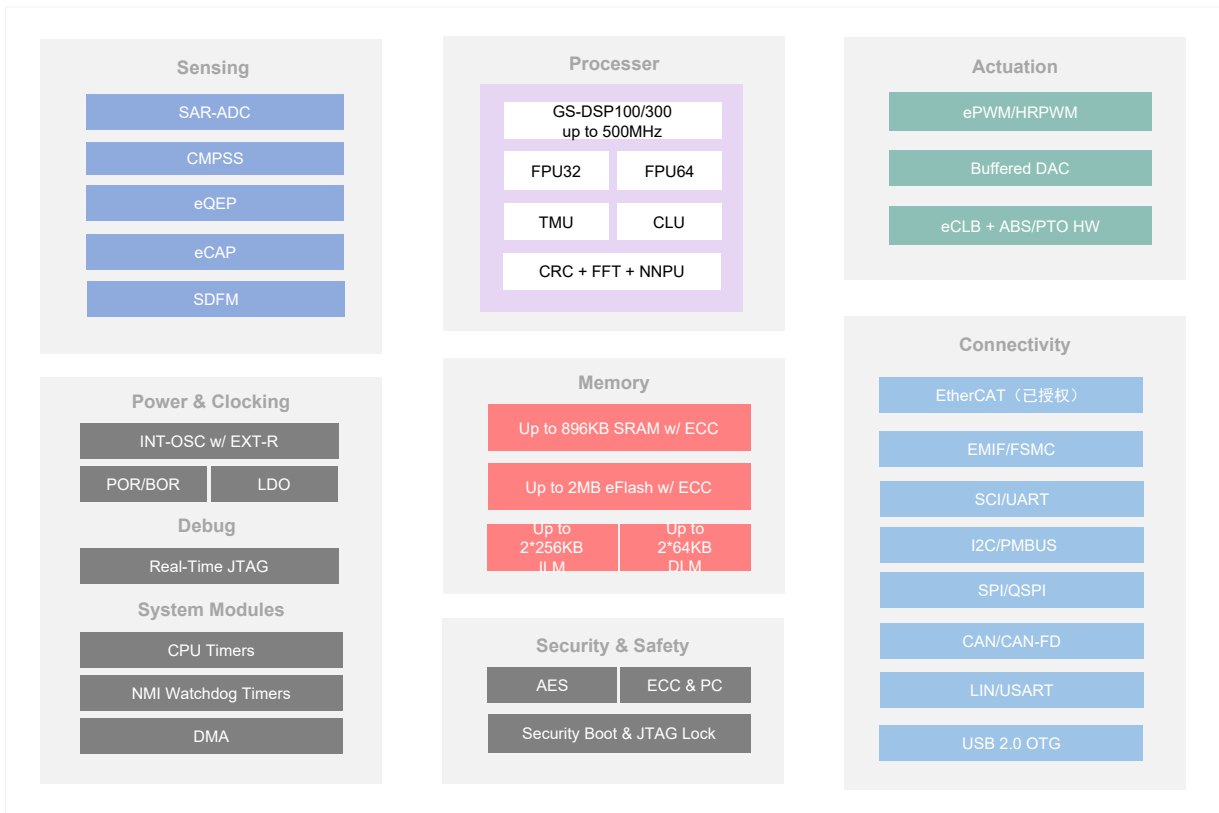 Sensing
SAR-ADC
CMPSS
eQEP
eCAP
SDFM
Power & Clocking
INT-OSC w/ EXT-R
POR/BOR
LDO
Debug
Real-Time JTAG
System Modules
CPU Timers
NMI Watchdog Timers
DMA
Processer
GS-DSP100/300
up to 500MHz
FPU32
FPU64
TMU
CLU
CRC + FFT + NNPU
Memory
Up to 896KB SRAM w/ ECC
Up to 2MB eFlash w/ ECC
Up to
2*256KB
ILM
Up to
2*64KB
DLM
Security & Safety
AES
ECC & PC
Security Boot & JTAG Lock
Actuation
ePWM/HRPWM
Buffered DAC
eCLB + ABS/PTO HW
Connectivity
EtherCAT（已授权）
EMIF/FSMC
SCI/UART
I2C/PMBUS
SPI/QSPI
CAN/CAN-FD
LIN/USART
USB 2.0 OTG